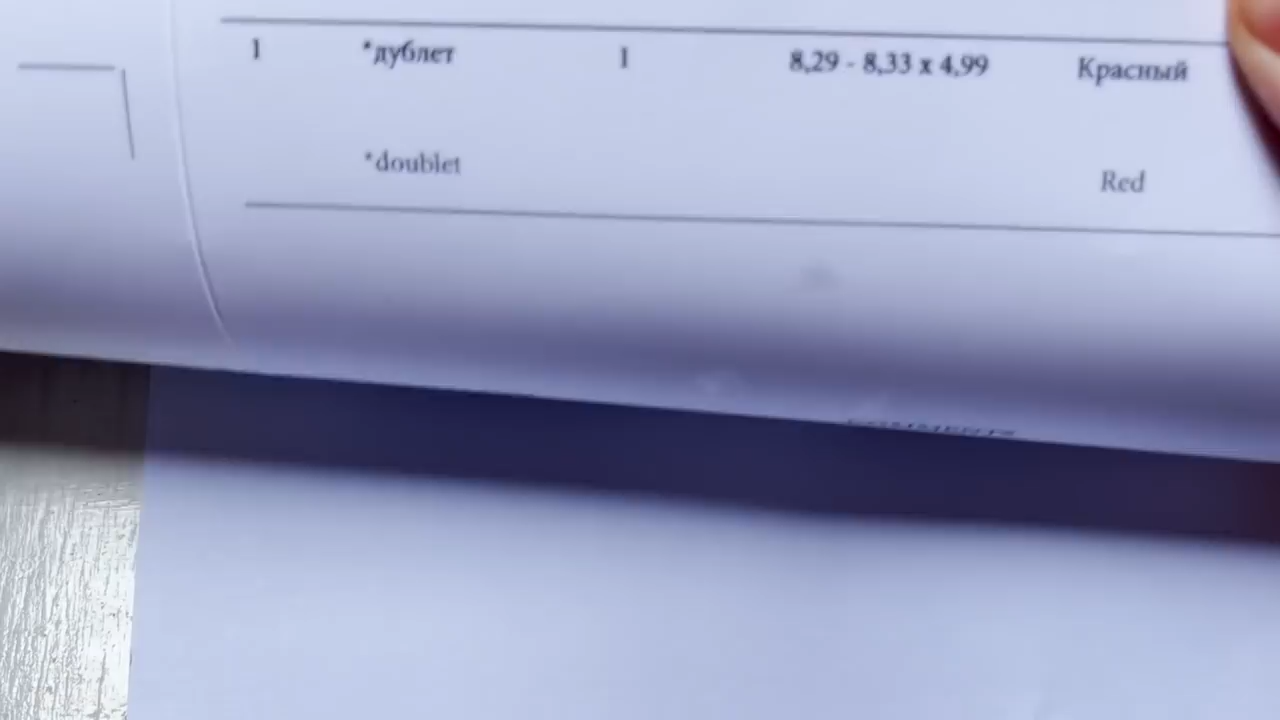 1 *дублет 1 8,29 - 8,33 x 4,99 Красный
*doublet Red